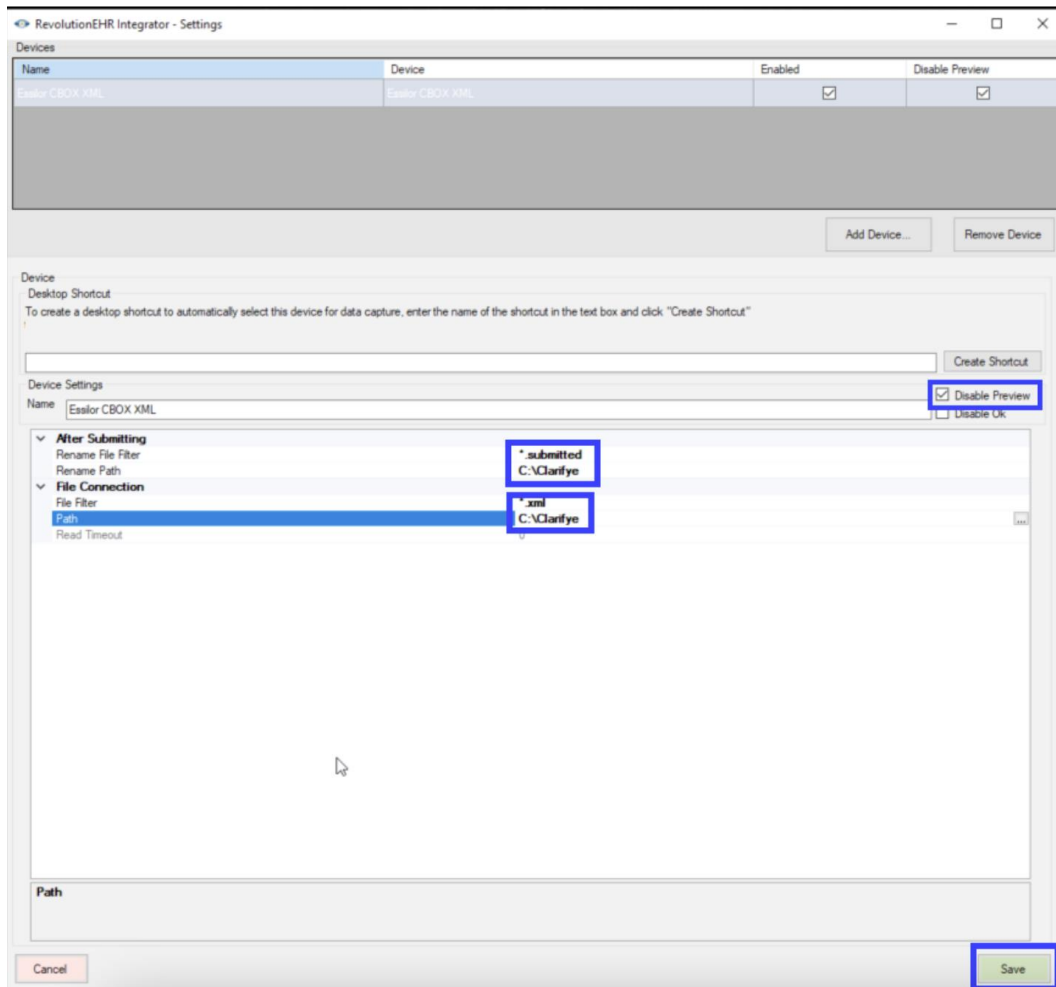 RevolutionEHR Integrator - Settings
Devices
Name Device Enabled Disable Preview
Essilor CBOX XML Essilor CBOX XML
Add Device... Remove Device
Device
Desktop Shortcut
To create a desktop shortcut to automatically select this device for data capture, enter the name of the shortcut in the text box and click "Create Shortcut"
Create Shortcut
Device Settings
Disable Preview
Name Essilor CBOX XML
Disable Ok
After Submitting
Rename File Filter *.submitted
Rename Path C:\Clarifye
File Connection
File Filter *.xml
Path C:\Clarifye ...
Read Timeout 0
Path
Cancel Save